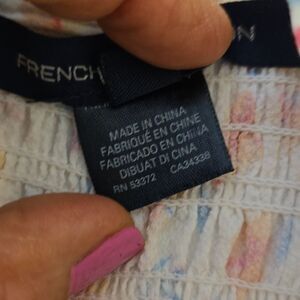 FRENCH
MADE IN CHINA
FABRIQUÉ EN CHINE
FABRICADO EN CHINA
DIBUAT DI CINA
RN 53372 CA34338